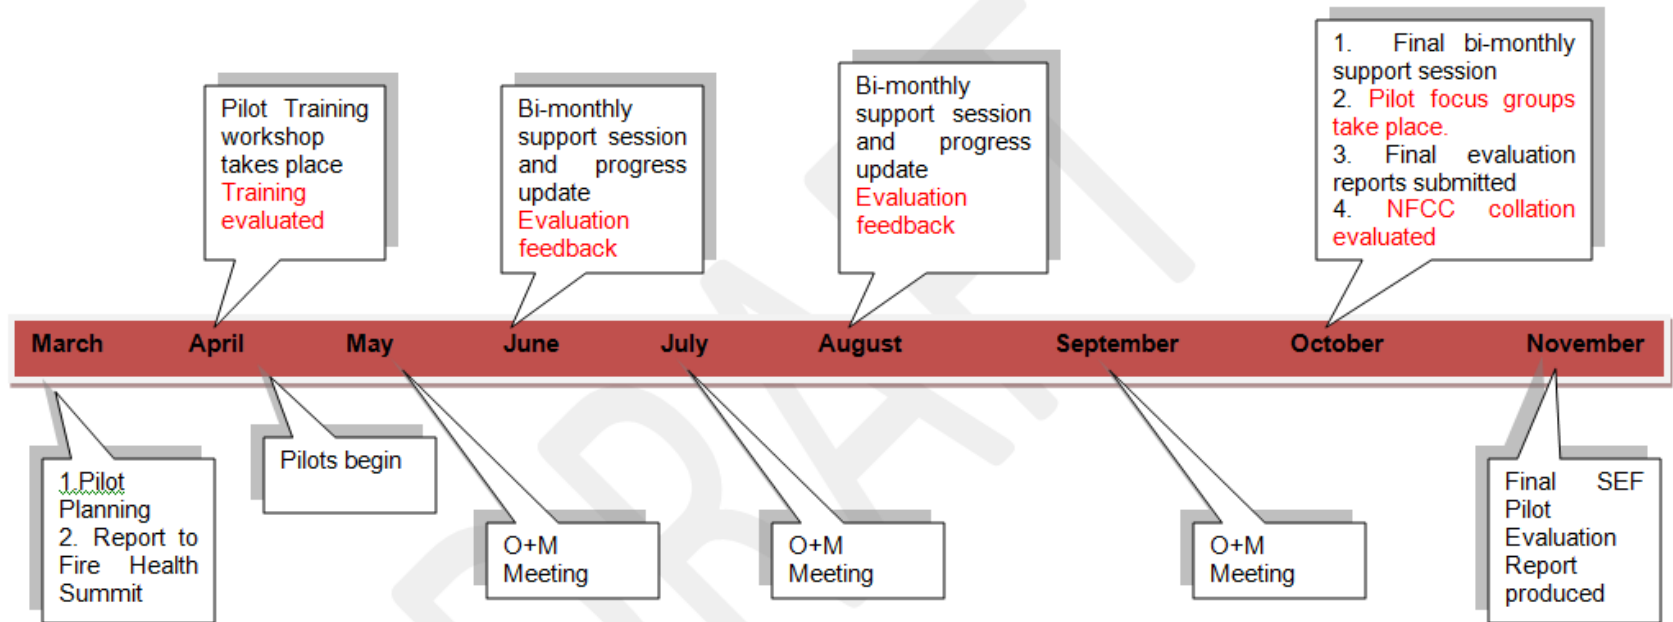 Pilot Training
workshop
takes place
Training
evaluated
Bi-monthly
support session
and progress
update
Evaluation
feedback
Bi-monthly
support session
and progress
update
Evaluation
feedback
1. Final bi-monthly
support session
2. Pilot focus groups
take place.
3. Final evaluation
reports submitted
4. NFCC collation
evaluated
March April May June July August September October November
1.Pilot
Planning
2. Report to
Fire Health
Summit
Pilots begin
O+M
Meeting
O+M
Meeting
O+M
Meeting
Final SEF
Pilot
Evaluation
Report
produced
DRAFT